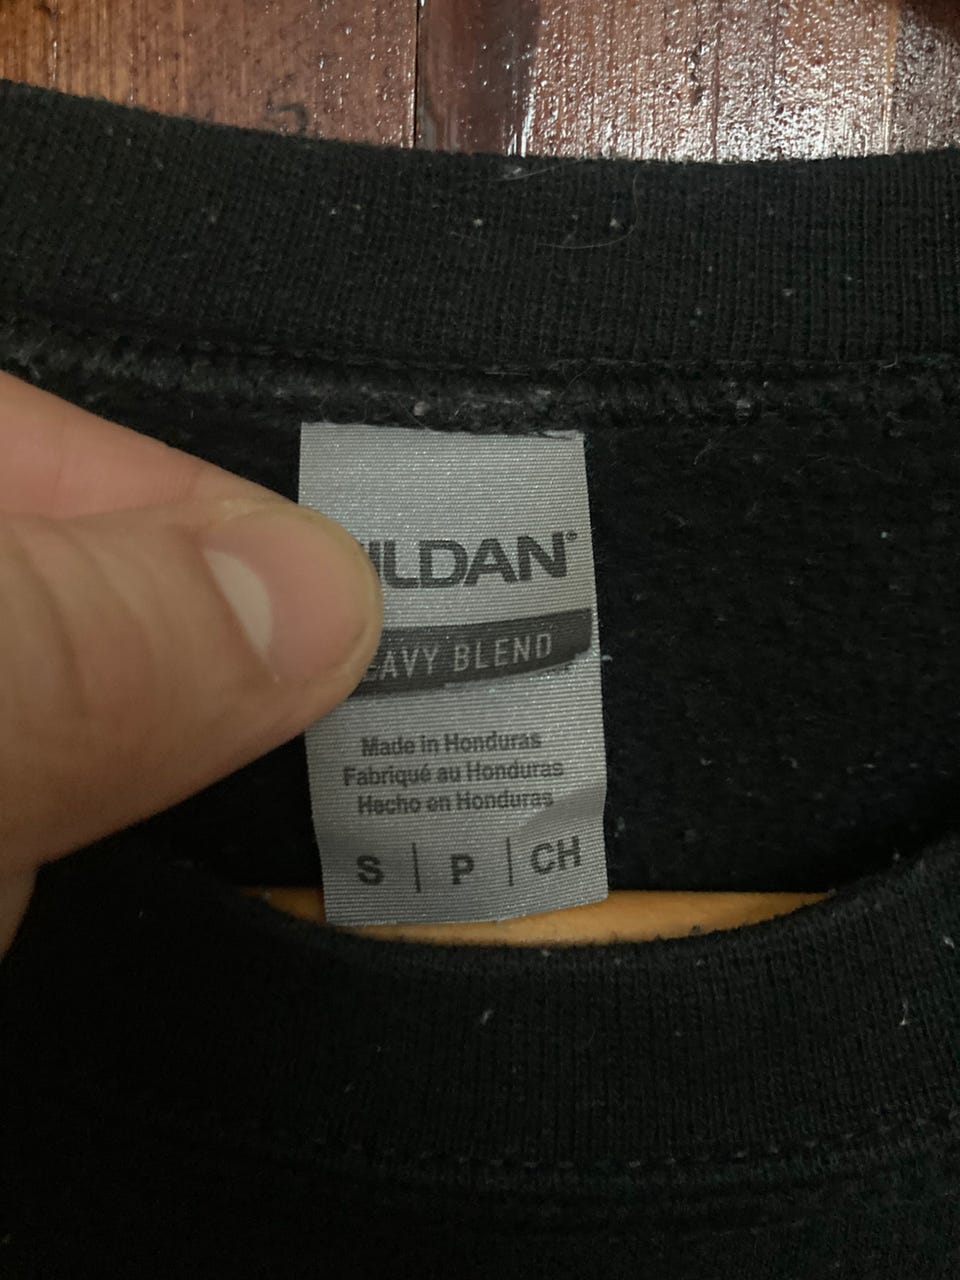 ILDAN®
EAVY BLEND
Made in Honduras
Fabriqué au Honduras
Hecho en Honduras
S | P | CH